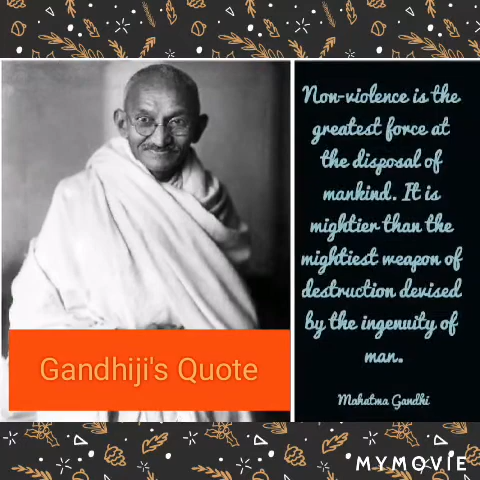 Non-violence is the
greatest force at
the disposal of
mankind. It is
mightier than the
mightiest weapon of
destruction devised
by the ingenuity of
man.
Mahatma Gandhi
Gandhiji's Quote
MYMOVIE